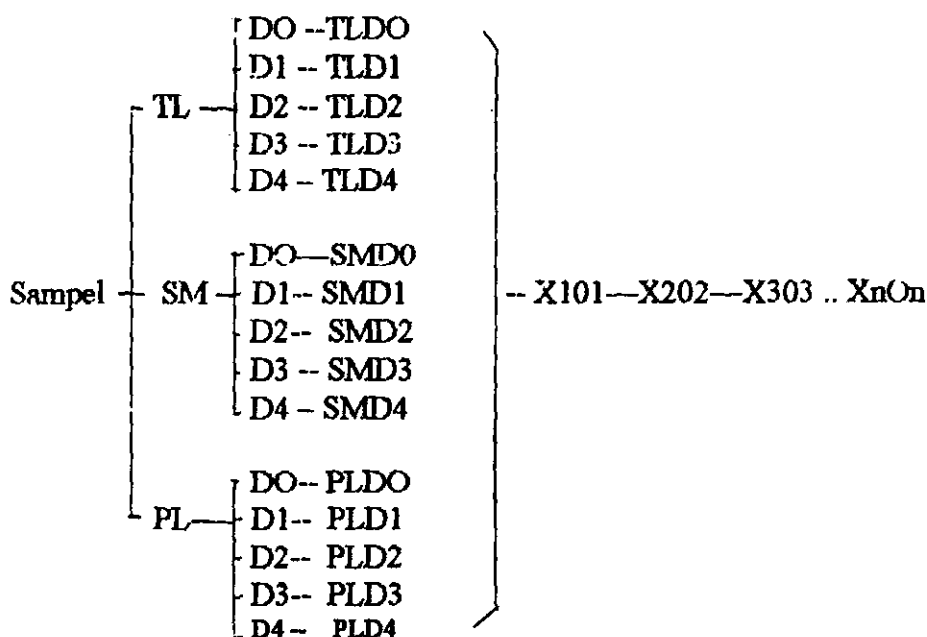 DO --TLDO
D1 -- TLD1
TL — D2 -- TLD2
D3 -- TLD3
D4 – TLD4
DO—SMD0
Sampel — SM — D1-- SMD1 -- X101—X202—X303 .. XnOn
D2-- SMD2
D3 -- SMD3
D4 – SMD4
DO-- PLDO
PL— D1-- PLD1
D2-- PLD2
D3-- PLD3
D4-- PLD4